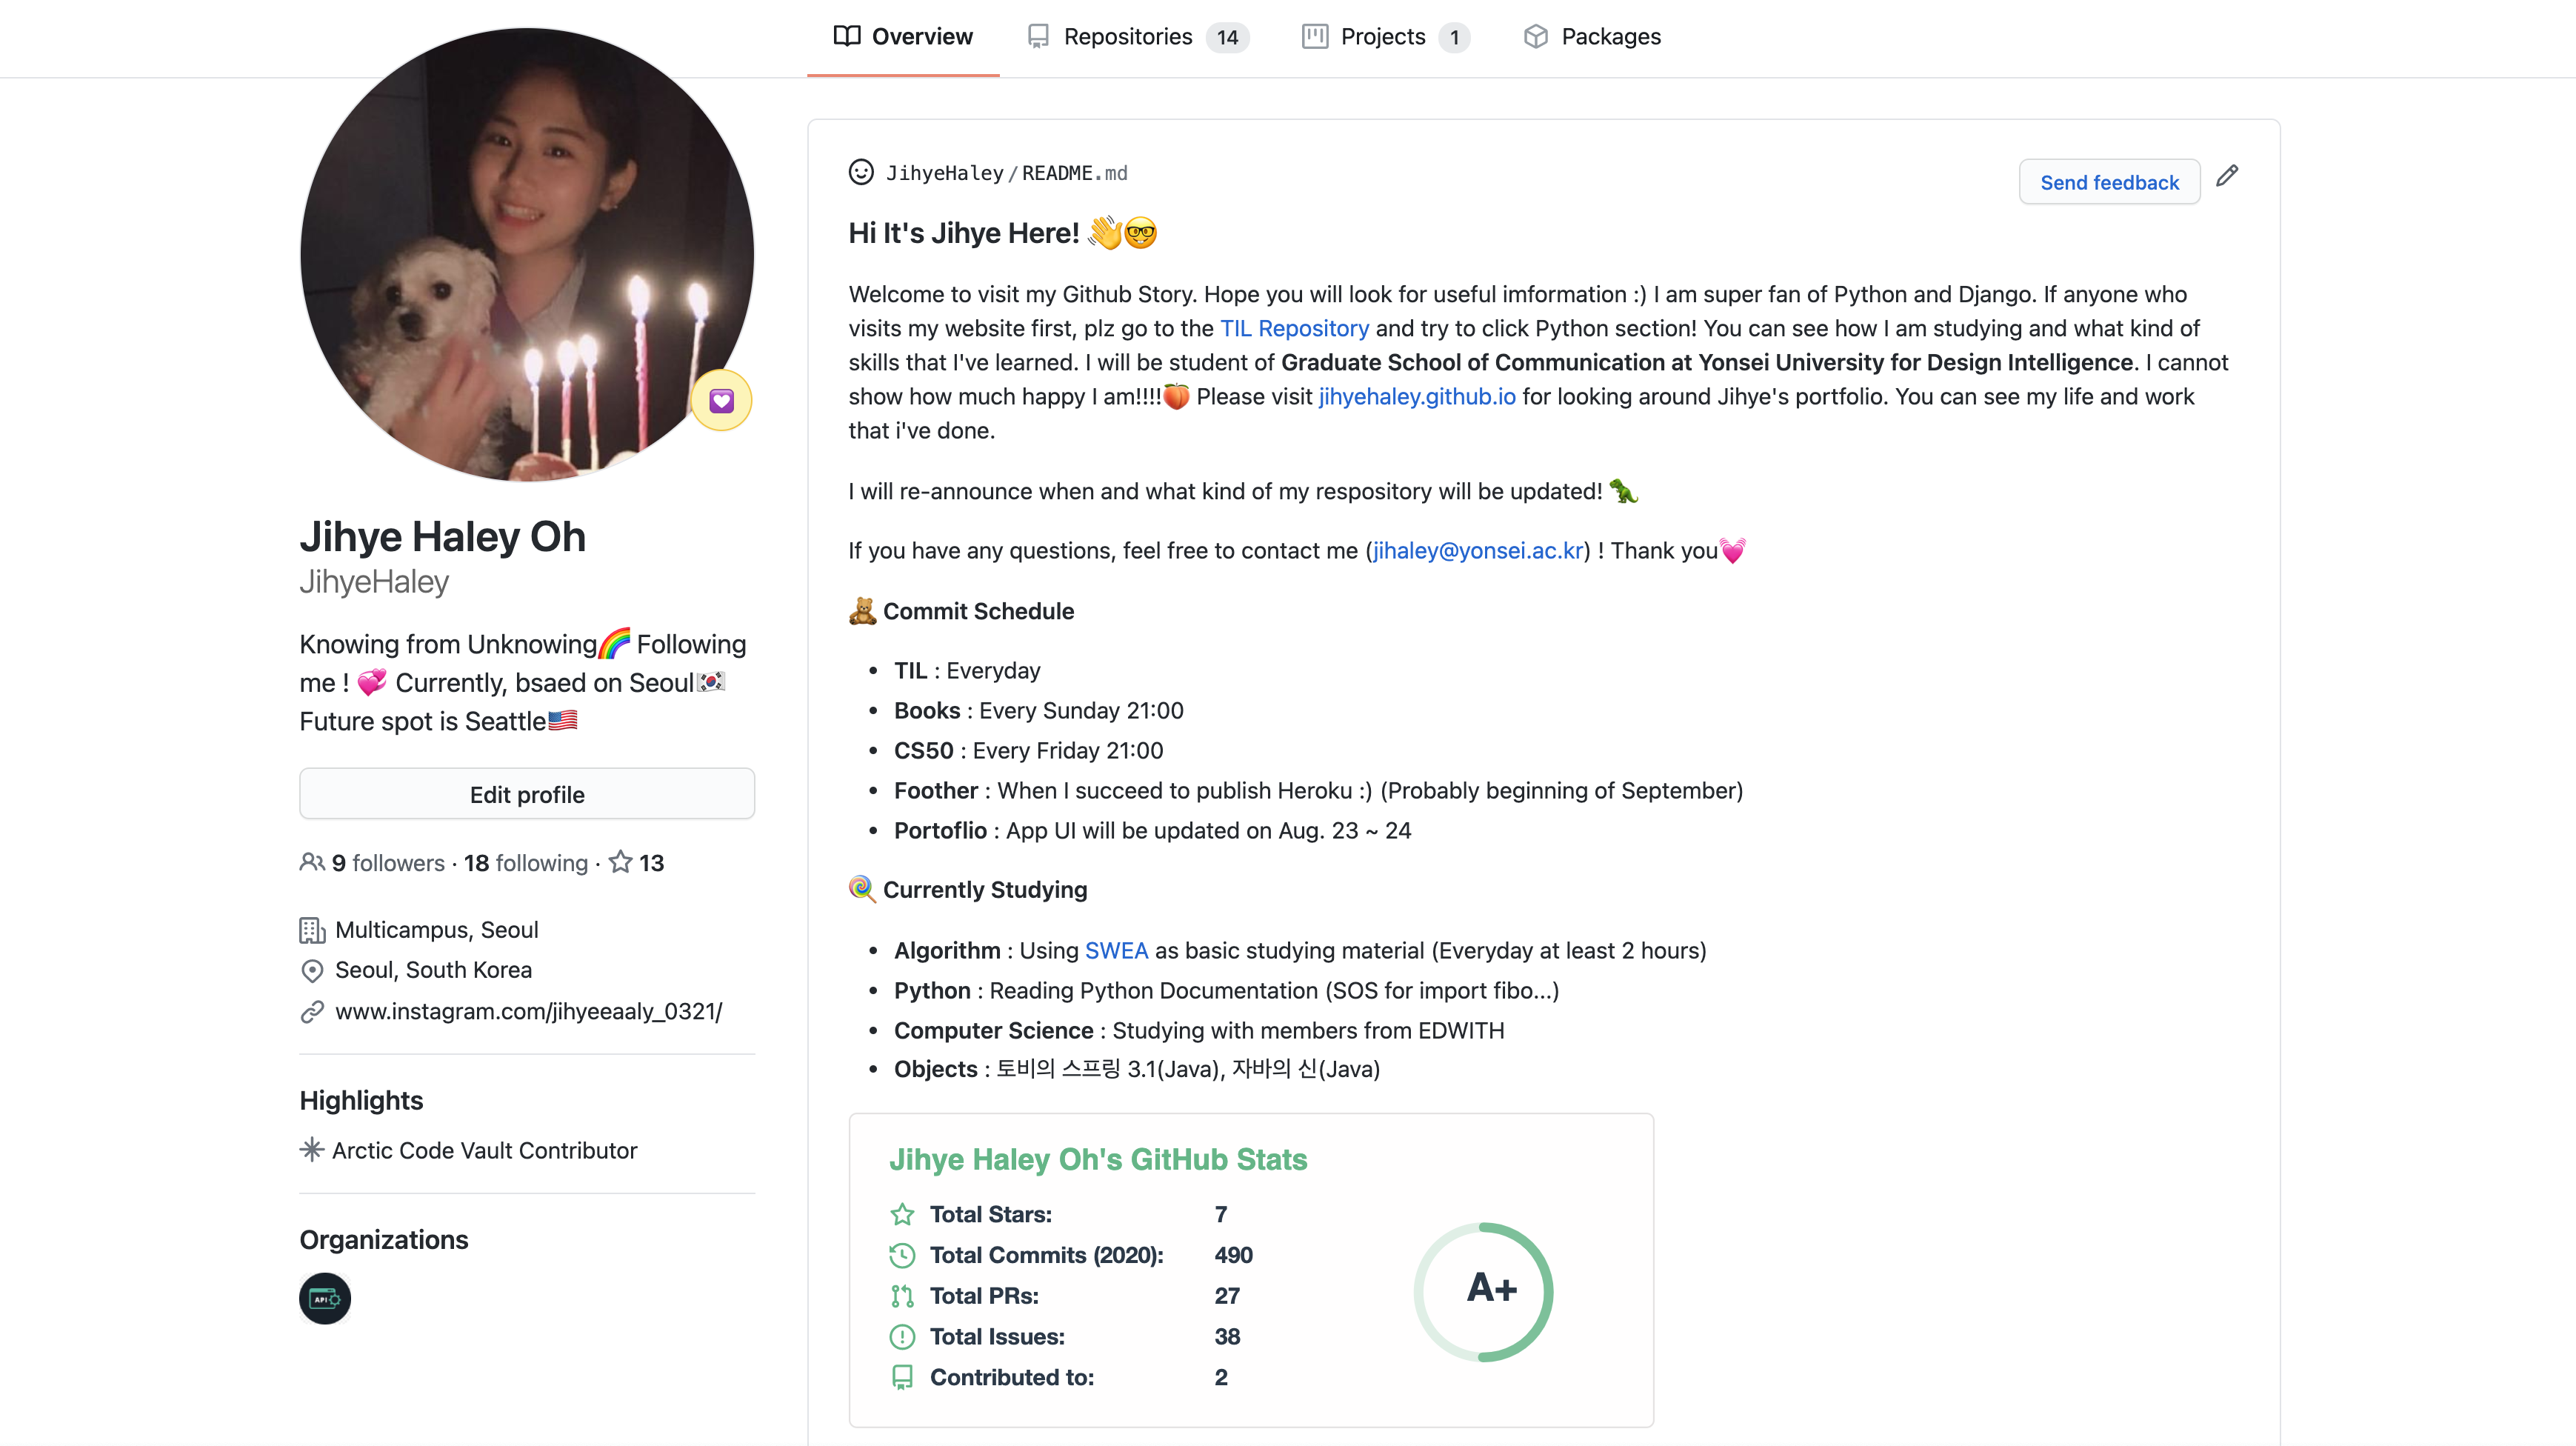 Overview Repositories 14 Projects 1 Packages
Jihye Haley Oh
JihyeHaley
Knowing from Unknowing🌈 Following
me ! 💞 Currently, bsaed on Seoul🇰🇷
Future spot is Seattle🇺🇸
Edit profile
9 followers · 18 following · 13
Multicampus, Seoul
Seoul, South Korea
www.instagram.com/jihyeeaaly_0321/
Highlights
Arctic Code Vault Contributor
Organizations
API
JihyeHaley/README.md
Send feedback
Hi It's Jihye Here! 👋🤓
Welcome to visit my Github Story. Hope you will look for useful imformation :) I am super fan of Python and Django. If anyone who
visits my website first, plz go to the TIL Repository and try to click Python section! You can see how I am studying and what kind of
skills that I've learned. I will be student of Graduate School of Communication at Yonsei University for Design Intelligence. I cannot
show how much happy I am!!!!🍑 Please visit jihyehaley.github.io for looking around Jihye's portfolio. You can see my life and work
that i've done.
I will re-announce when and what kind of my respository will be updated! 🦖
If you have any questions, feel free to contact me (jihaley@yonsei.ac.kr) ! Thank you💓
🧸 Commit Schedule
• TIL : Everyday
• Books : Every Sunday 21:00
• CS50 : Every Friday 21:00
• Foother : When I succeed to publish Heroku :) (Probably beginning of September)
• Portoflio : App UI will be updated on Aug. 23 ~ 24
🍭 Currently Studying
• Algorithm : Using SWEA as basic studying material (Everyday at least 2 hours)
• Python : Reading Python Documentation (SOS for import fibo...)
• Computer Science : Studying with members from EDWITH
• Objects : 토비의 스프링 3.1(Java), 자바의 신(Java)
Jihye Haley Oh's GitHub Stats
Total Stars: 7
Total Commits (2020): 490
Total PRs: 27
Total Issues: 38
Contributed to: 2
A+